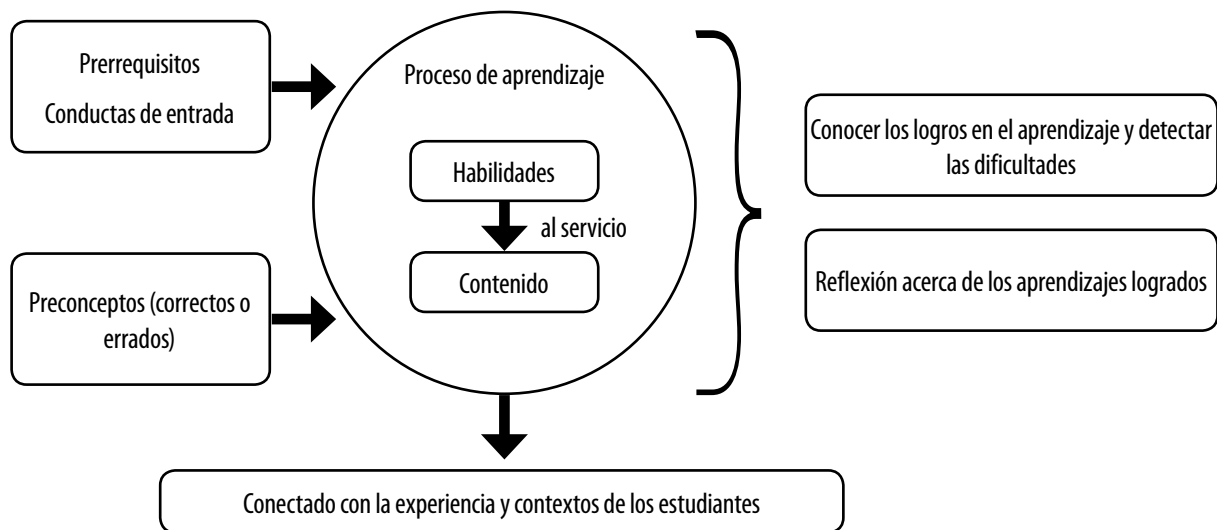 Prerrequisitos
Conductas de entrada
Preconceptos (correctos o
errados)
Proceso de aprendizaje
Habilidades
al servicio
Contenido
Conocer los logros en el aprendizaje y detectar
las dificultades
Reflexión acerca de los aprendizajes logrados
Conectado con la experiencia y contextos de los estudiantes